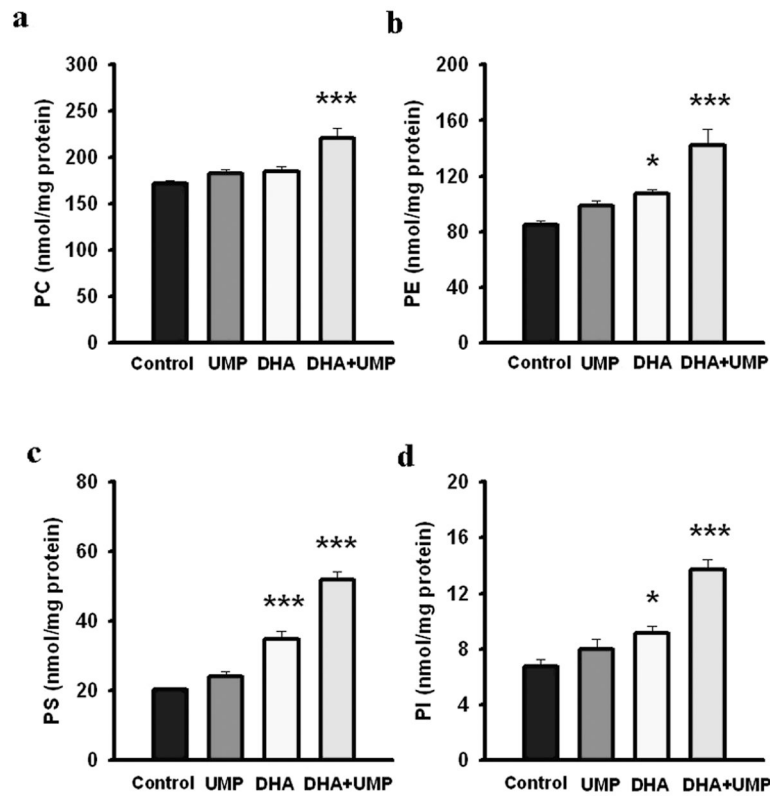 a
PC (nmol/mg protein)
300
250
200
150
100
50
0
***
Control UMP DHA DHA+UMP
b
PE (nmol/mg protein)
200
160
120
80
40
0
*
***
Control UMP DHA DHA+UMP
c
PS (nmol/mg protein)
80
60
40
20
0
***
***
Control UMP DHA DHA+UMP
d
PI (nmol/mg protein)
20
16
12
8
4
0
*
***
Control UMP DHA DHA+UMP